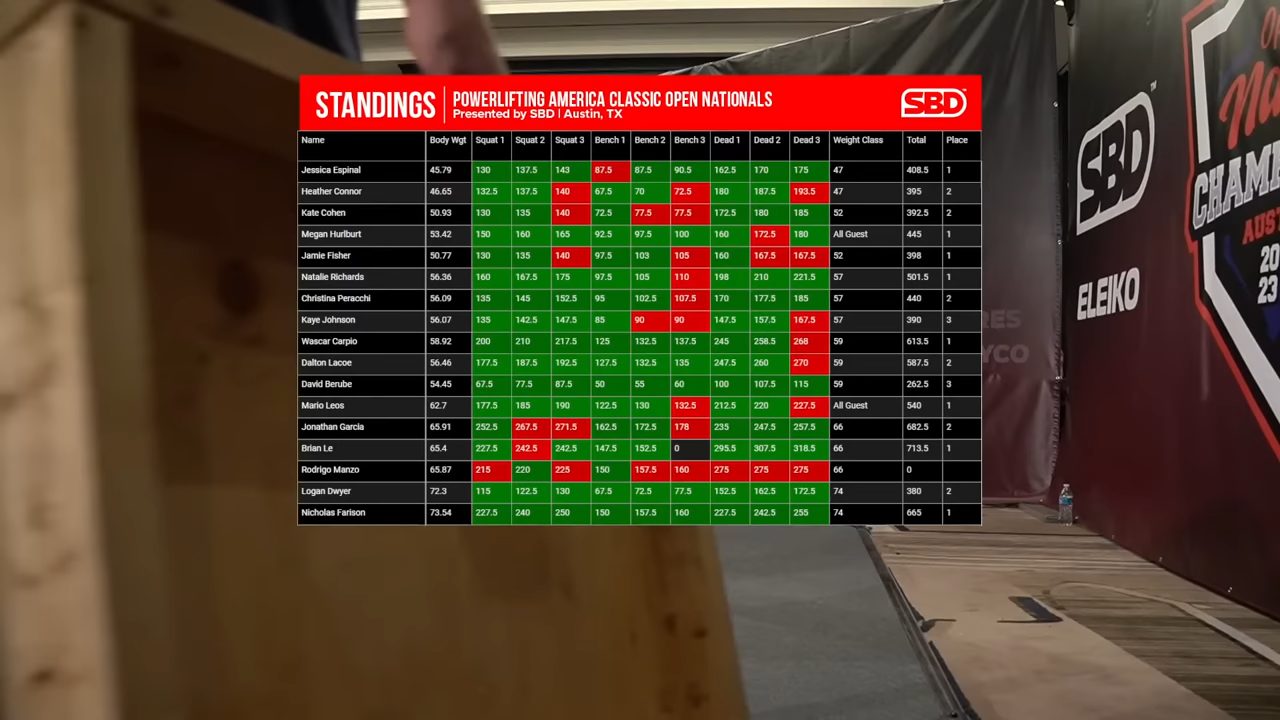 STANDINGS POWERLIFTING AMERICA CLASSIC OPEN NATIONALS
Presented by SBD | Austin, TX
SBD™
Name Body Wgt Squat 1 Squat 2 Squat 3 Bench 1 Bench 2 Bench 3 Dead 1 Dead 2 Dead 3 Weight Class Total Place
Jessica Espinal 45.79 130 137.5 143 87.5 87.5 90.5 162.5 170 175 47 408.5 1
Heather Connor 46.65 132.5 137.5 140 67.5 70 72.5 180 187.5 193.5 47 395 2
Kate Cohen 50.93 130 135 140 72.5 77.5 77.5 172.5 180 185 52 392.5 2
Megan Hurlburt 53.42 150 160 165 92.5 97.5 100 160 172.5 180 All Guest 445 1
Jamie Fisher 50.77 130 135 140 97.5 103 105 160 167.5 167.5 52 398 1
Natalie Richards 56.36 160 167.5 175 97.5 105 110 198 210 221.5 57 501.5 1
Christina Peracchi 56.09 135 145 152.5 95 102.5 107.5 170 177.5 185 57 440 2
Kaye Johnson 56.07 135 142.5 147.5 85 90 90 147.5 157.5 167.5 57 390 3
Wascar Carpio 58.92 200 210 217.5 125 132.5 137.5 245 258.5 268 59 613.5 1
Dalton Lacoe 56.46 177.5 187.5 192.5 127.5 132.5 135 247.5 260 270 59 587.5 2
David Berube 54.45 67.5 77.5 87.5 50 55 60 100 107.5 115 59 262.5 3
Mario Leos 62.7 177.5 185 190 122.5 130 132.5 212.5 220 227.5 All Guest 540 1
Jonathan Garcia 65.91 252.5 267.5 271.5 162.5 172.5 178 235 247.5 257.5 66 682.5 2
Brian Le 65.4 227.5 242.5 242.5 147.5 152.5 0 295.5 307.5 318.5 66 713.5 1
Rodrigo Manzo 65.87 215 220 225 150 157.5 160 275 275 275 66 0
Logan Dwyer 72.3 115 122.5 130 67.5 72.5 77.5 152.5 162.5 172.5 74 380 2
Nicholas Farison 73.54 227.5 240 250 150 157.5 160 227.5 242.5 255 74 665 1
SBD™
ELEIKO
20
23